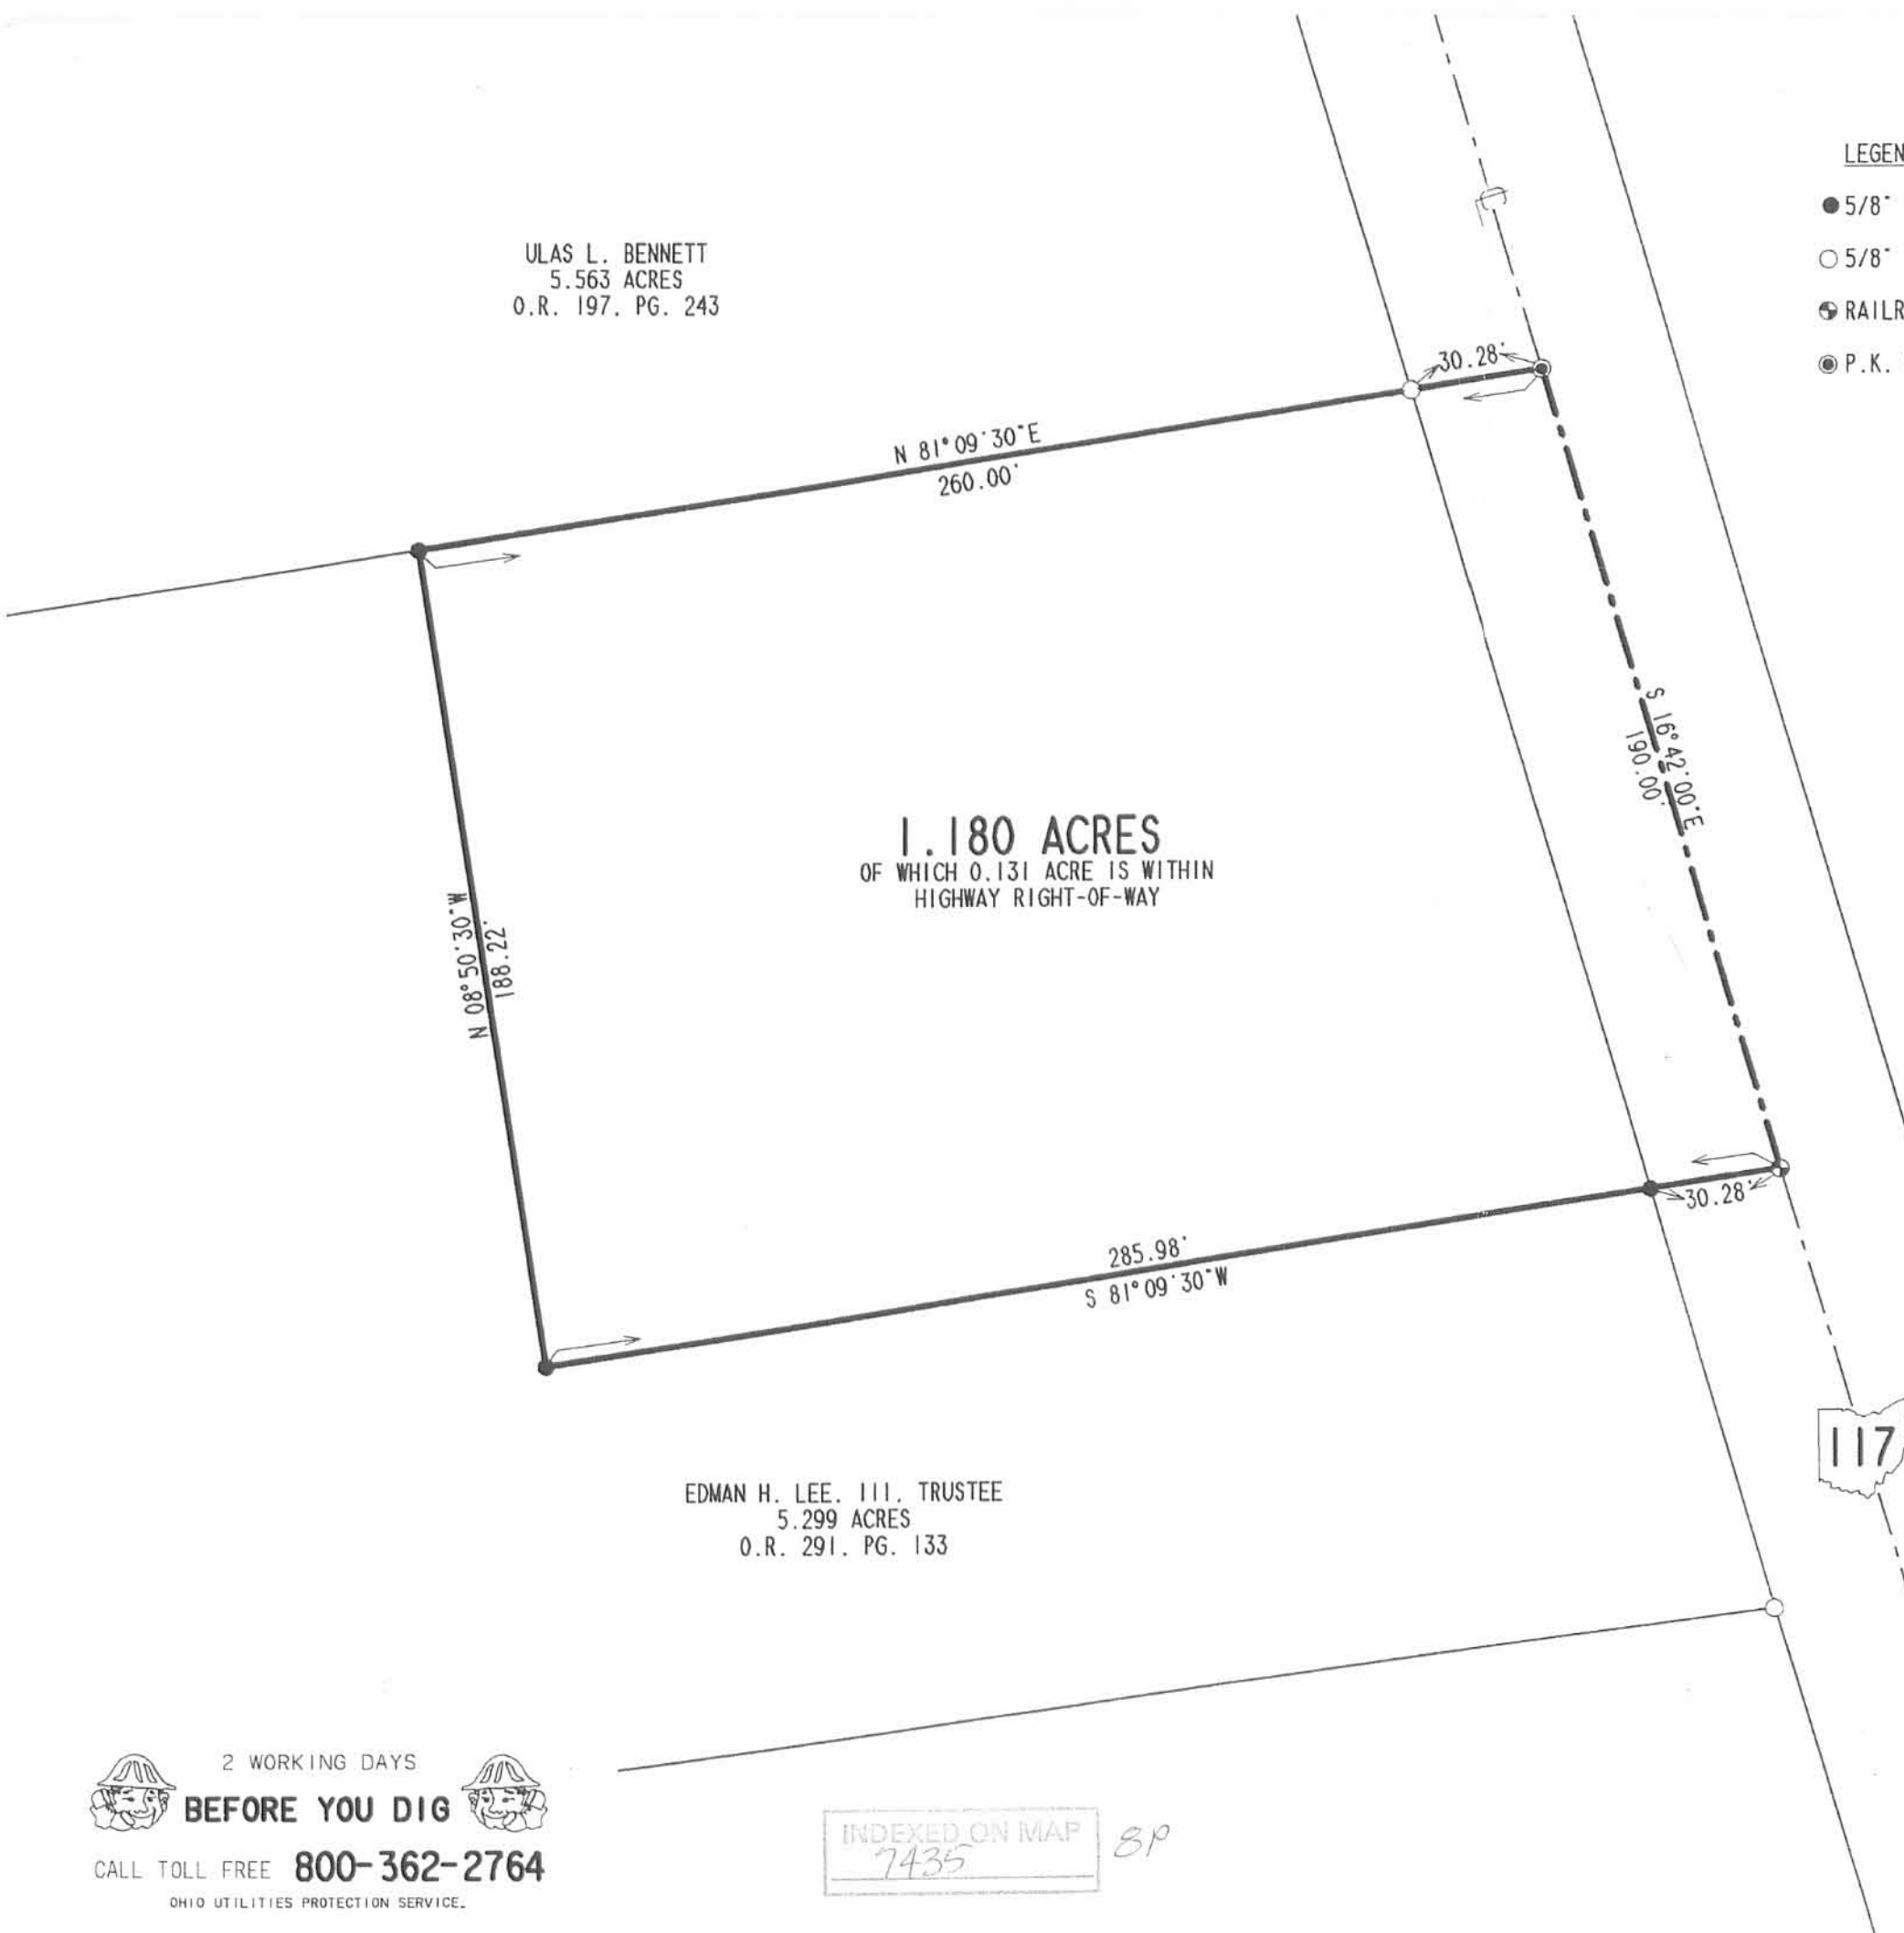 LEGEN
5/8"
5/8"
RAILR
P.K.
ULAS L. BENNETT
5.563 ACRES
O.R. 197, PG. 243
30.28'
N 81°09'30"E
260.00'
S 16°42'00"E
190.00'
1.180 ACRES
OF WHICH 0.131 ACRE IS WITHIN
HIGHWAY RIGHT-OF-WAY
N 08°50'30"W
188.22'
30.28'
285.98'
S 81°09'30"W
117
EDMAN H. LEE, III, TRUSTEE
5.299 ACRES
O.R. 291, PG. 133
2 WORKING DAYS
BEFORE YOU DIG
CALL TOLL FREE 800-362-2764
OHIO UTILITIES PROTECTION SERVICE.
INDEXED ON MAP
7435
8P